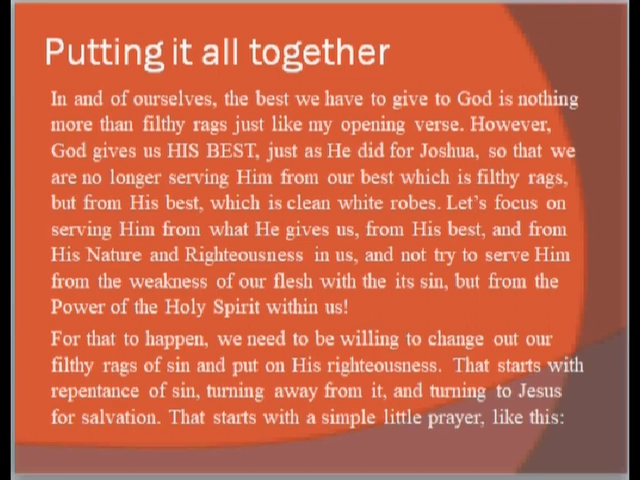 Putting it all together
In and of ourselves, the best we have to give to God is nothing
more than filthy rags just like my opening verse. However,
God gives us HIS BEST, just as He did for Joshua, so that we
are no longer serving Him from our best which is filthy rags,
but from His best, which is clean white robes. Let's focus on
serving Him from what He gives us, from His best, and from
His Nature and Righteousness in us, and not try to serve Him
from the weakness of our flesh with the its sin, but from the
Power of the Holy Spirit within us!
For that to happen, we need to be willing to change out our
filthy rags of sin and put on His righteousness. That starts with
repentance of sin, turning away from it, and turning to Jesus
for salvation. That starts with a simple little prayer, like this: